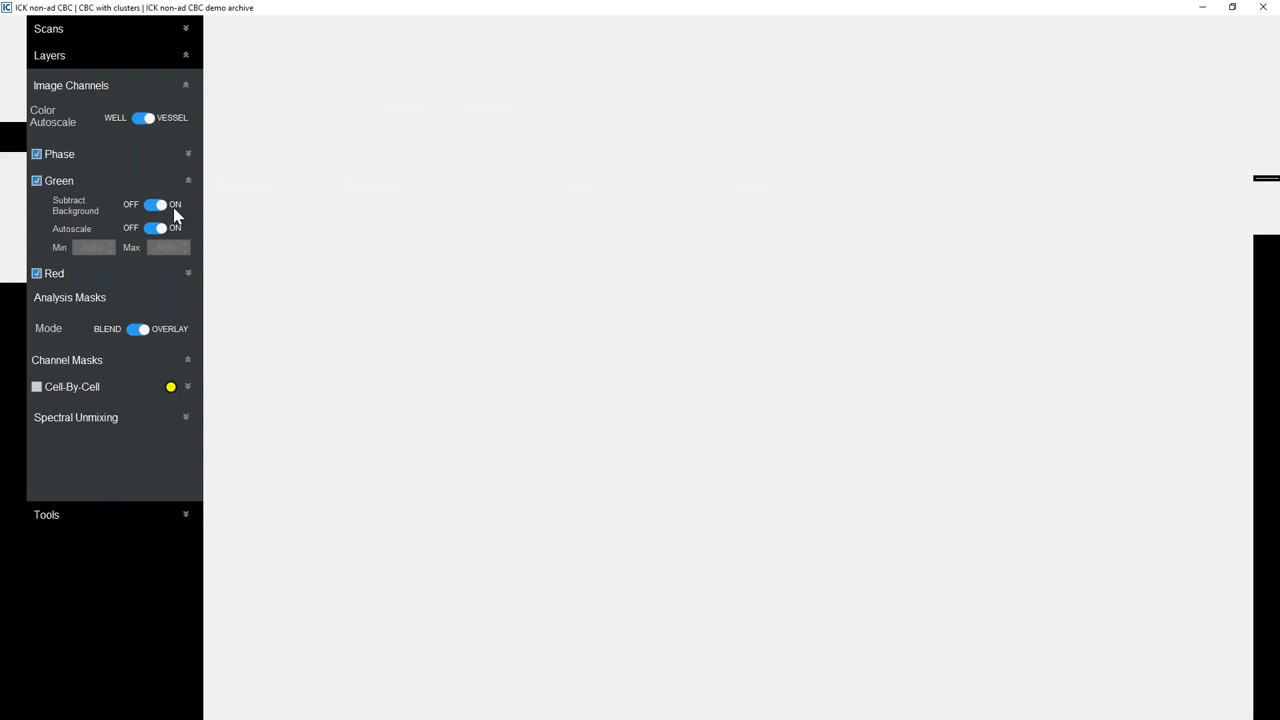 ICK non-ad CBC | CBC with clusters | ICK non-ad CBC demo archive
Scans
Layers
Image Channels
Color Autoscale WELL VESSEL
Phase
Green
Subtract Background OFF ON
Autoscale OFF ON
Min Auto Max Auto
Red
Analysis Masks
Mode BLEND OVERLAY
Channel Masks
Cell-By-Cell
Spectral Unmixing
Tools